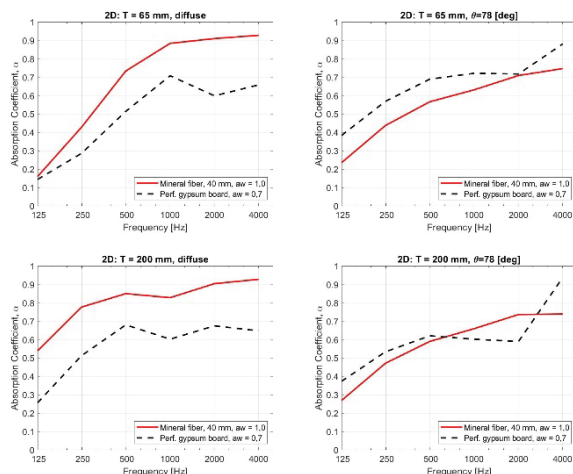 2D: T = 65 mm, diffuse
1
0.9
0.8
0.7
0.6
0.5
0.4
0.3
0.2
0.1
0
Absorption Coefficient, α
Mineral fiber, 40 mm, aw = 1,0
Perf. gypsum board, aw = 0,7
125 250 500 1000 2000 4000
Frequency [Hz]
2D: T = 65 mm, θ=78 [deg]
1
0.9
0.8
0.7
0.6
0.5
0.4
0.3
0.2
0.1
0
Absorption Coefficient, α
Mineral fiber, 40 mm, aw = 1,0
Perf. gypsum board, aw = 0,7
125 250 500 1000 2000 4000
Frequency [Hz]
2D: T = 200 mm, diffuse
1
0.9
0.8
0.7
0.6
0.5
0.4
0.3
0.2
0.1
0
Absorption Coefficient, α
Mineral fiber, 40 mm, aw = 1,0
Perf. gypsum board, aw = 0,7
125 250 500 1000 2000 4000
Frequency [Hz]
2D: T = 200 mm, θ=78 [deg]
1
0.9
0.8
0.7
0.6
0.5
0.4
0.3
0.2
0.1
0
Absorption Coefficient, α
Mineral fiber, 40 mm, aw = 1,0
Perf. gypsum board, aw = 0,7
125 250 500 1000 2000 4000
Frequency [Hz]